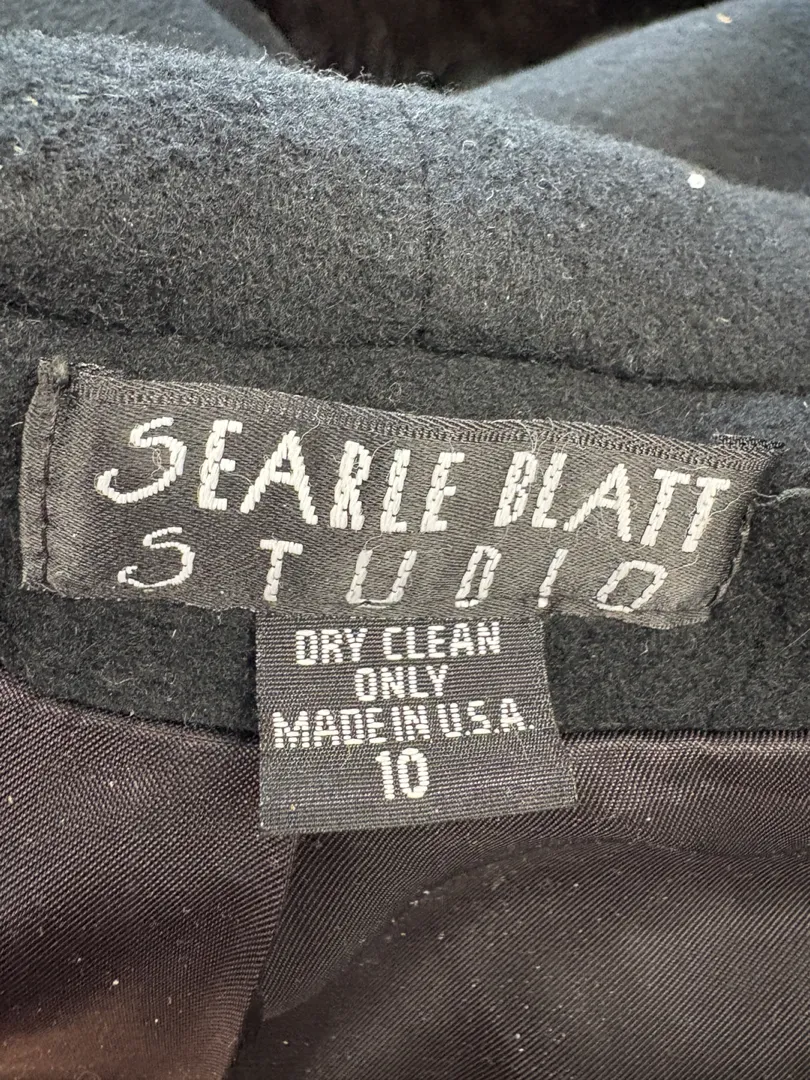 SEARLE BLATT
STUDIO
DRY CLEAN
ONLY
MADE IN U.S.A.
10